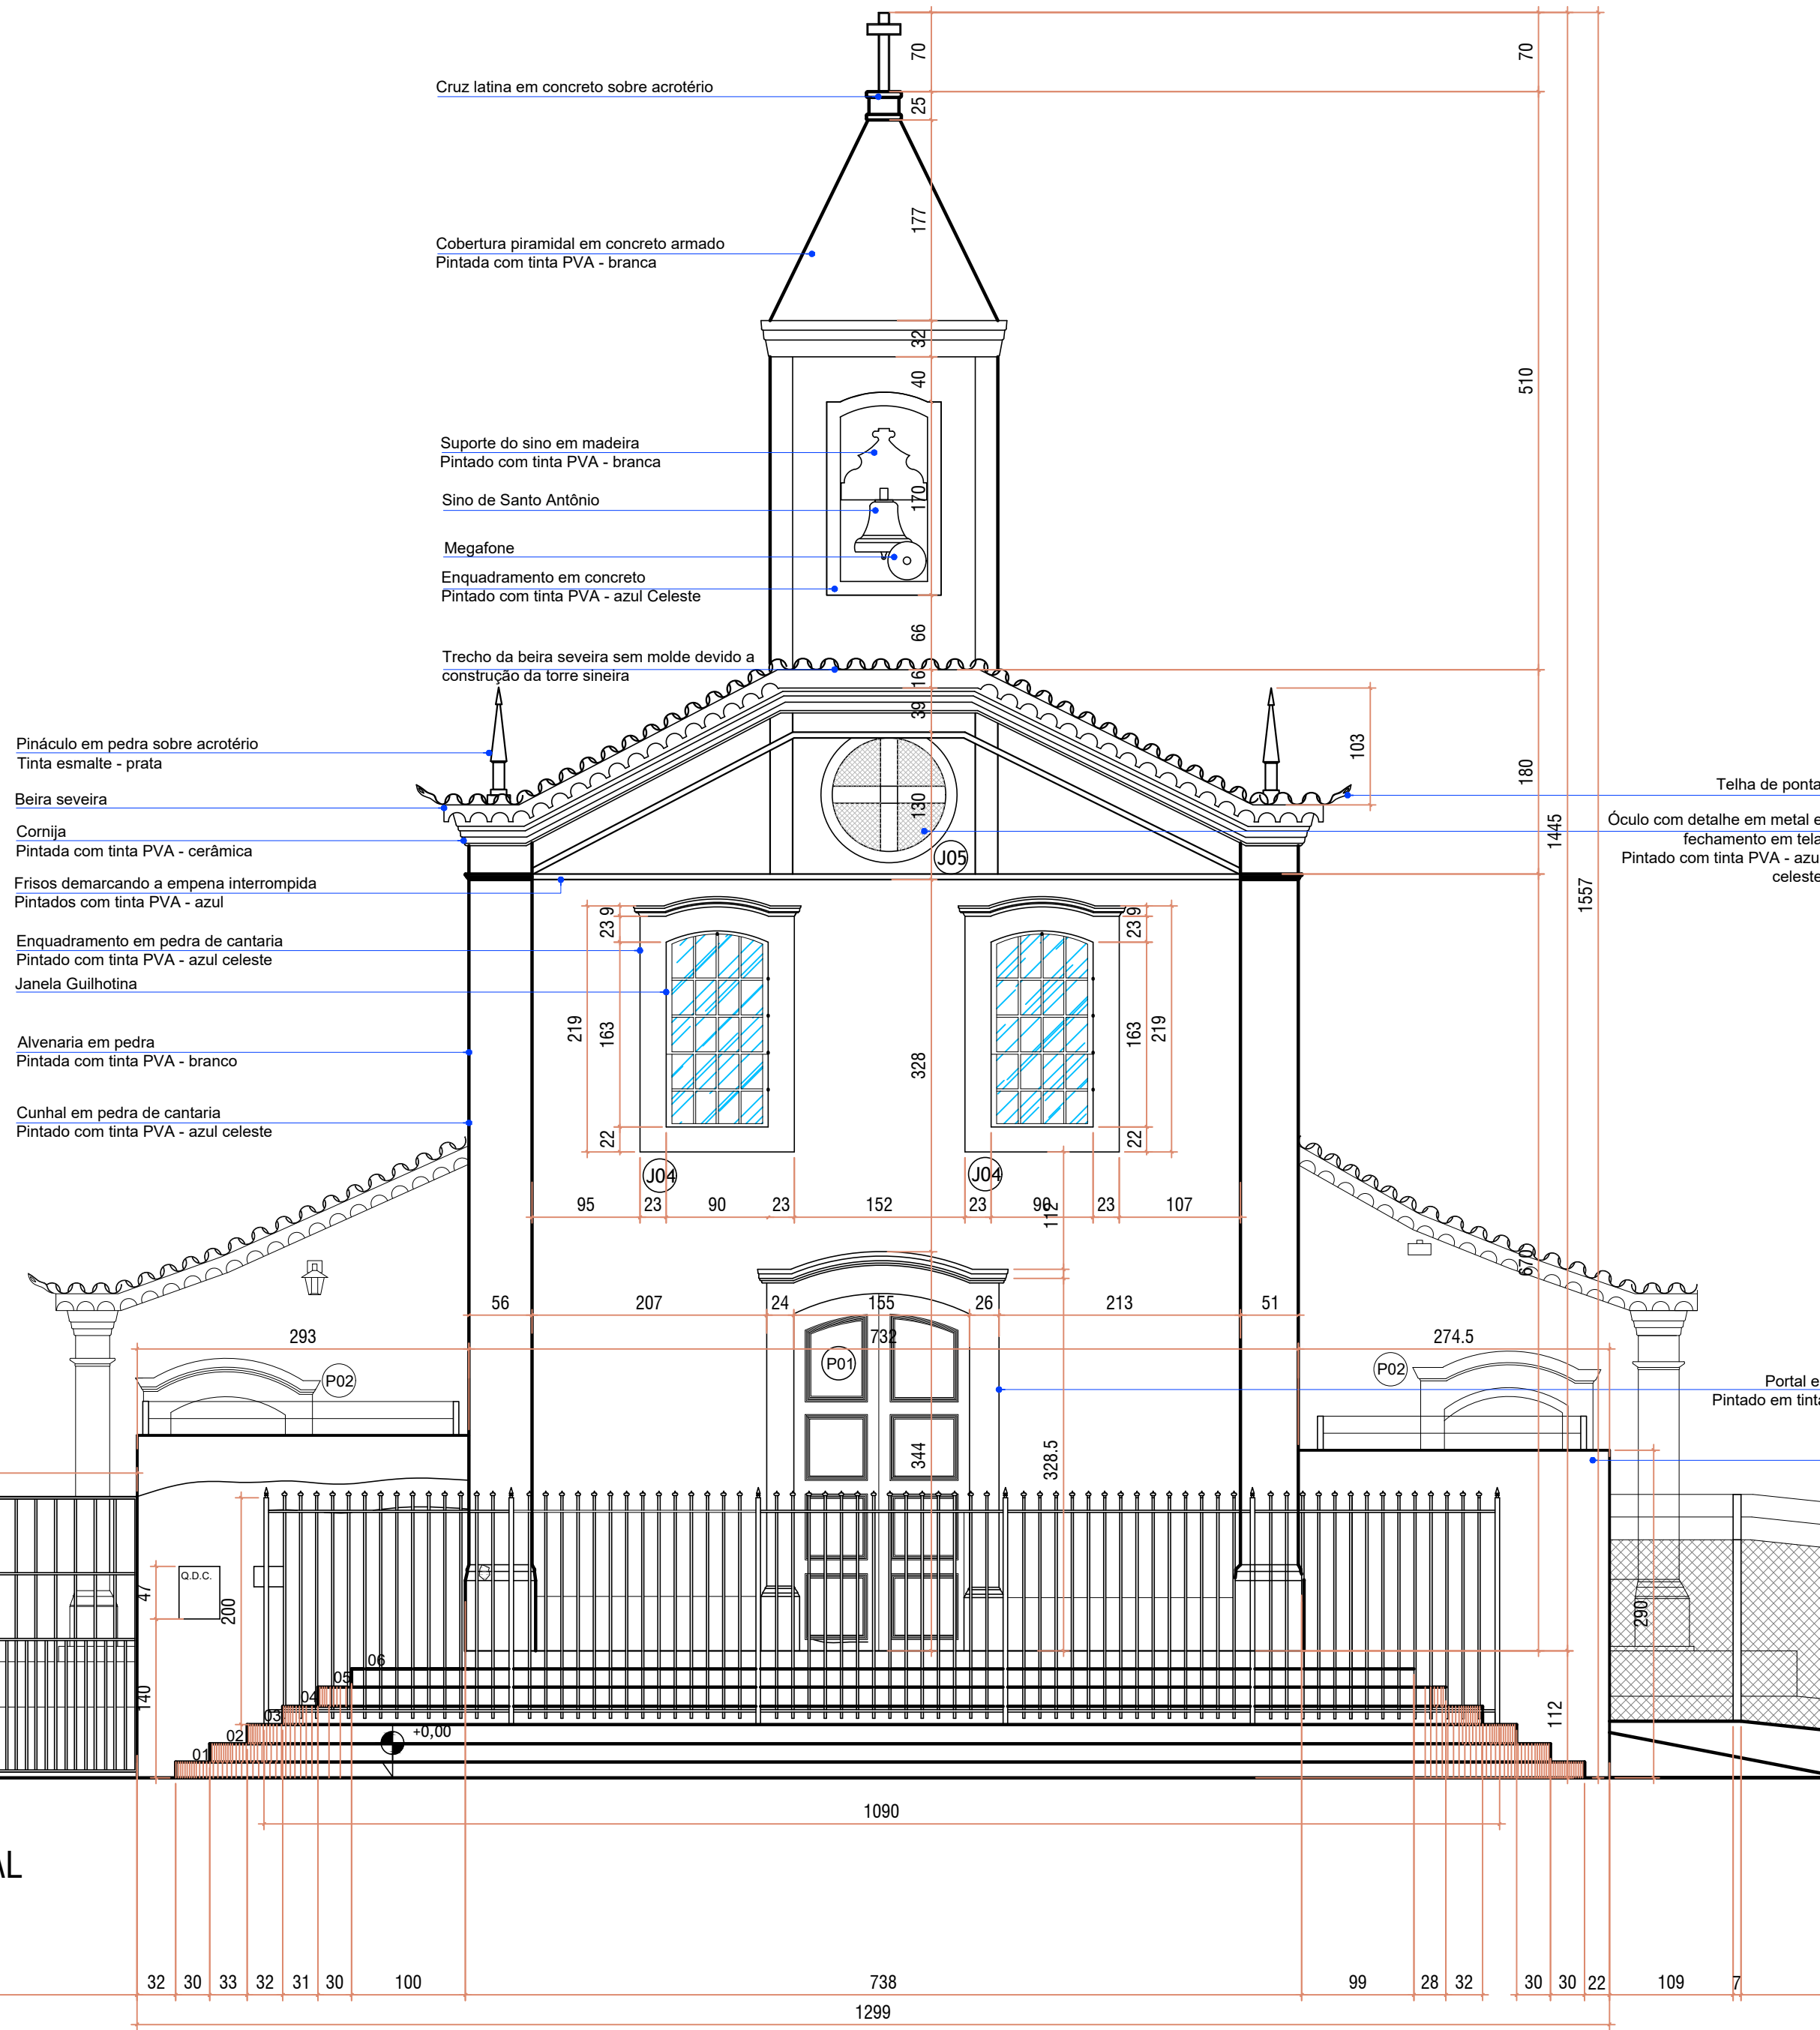 70
70
Cruz latina em concreto sobre acrotério
25
177
Cobertura piramidal em concreto armado
Pintada com tinta PVA - branca
32
40
510
Suporte do sino em madeira
Pintado com tinta PVA - branca
Sino de Santo Antônio
170
Megafone
Enquadramento em concreto
Pintado com tinta PVA - azul Celeste
66
Trecho da beira seveira sem molde devido a
construção da torre sineira
16
39
103
Pináculo em pedra sobre acrotério
Tinta esmalte - prata
180
Telha de ponta
Beira seveira
130
Óculo com detalhe em metal e
fechamento em tela
Pintado com tinta PVA - azul
celeste
Cornija
Pintada com tinta PVA - cerâmica
1445
J05
Frisos demarcando a empena interrompida
Pintados com tinta PVA - azul
1557
9
23
9
23
Enquadramento em pedra de cantaria
Pintado com tinta PVA - azul celeste
Janela Guilhotina
219
163
328
163
219
Alvenaria em pedra
Pintada com tinta PVA - branco
Cunhal em pedra de cantaria
Pintado com tinta PVA - azul celeste
22
22
J04
J04
95 23 90 23 152 23 90 23 107
112
670
56 207 24 155 26 213 51
293 732 274.5
P02
P01
P02
Portal e
Pintado em tinta
344
328.5
Q.D.C.
47
200
290
140
06
05
04
03
02
01
+0,00
112
1090
AL
32 30 33 32 31 30 100 738 99 28 32 30 30 22 109 7
1299